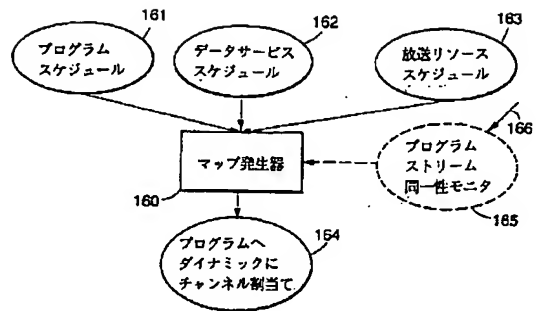 161
プログラム
スケジュール
162
データサービス
スケジュール
163
放送リソース
スケジュール
166
マップ発生器
160
プログラム
ストリーム
同一性モニタ
165
164
プログラムへ
ダイナミックに
チャンネル割当て